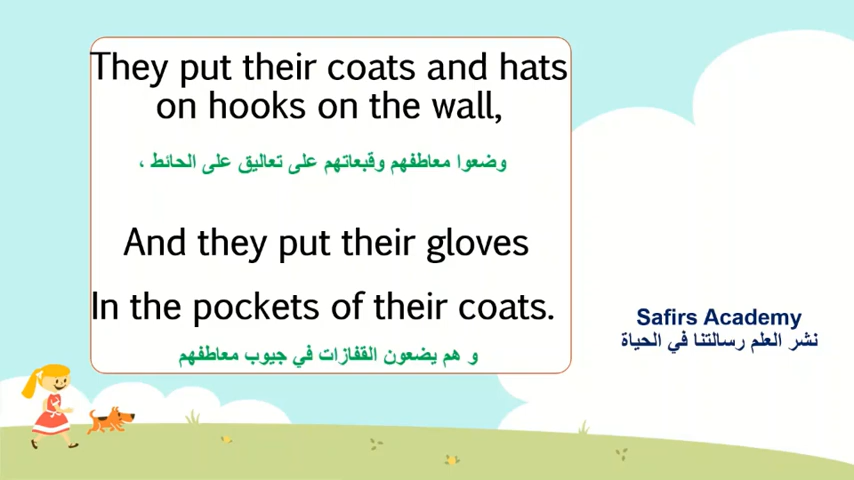 They put their coats and hats
on hooks on the wall,
وضعوا معاطفهم وقبعاتهم على تعاليق على الحائط ،
And they put their gloves
In the pockets of their coats.
و هم يضعون القفازات في جيوب معاطفهم
Safirs Academy
نشر العلم رسالتنا في الحياة